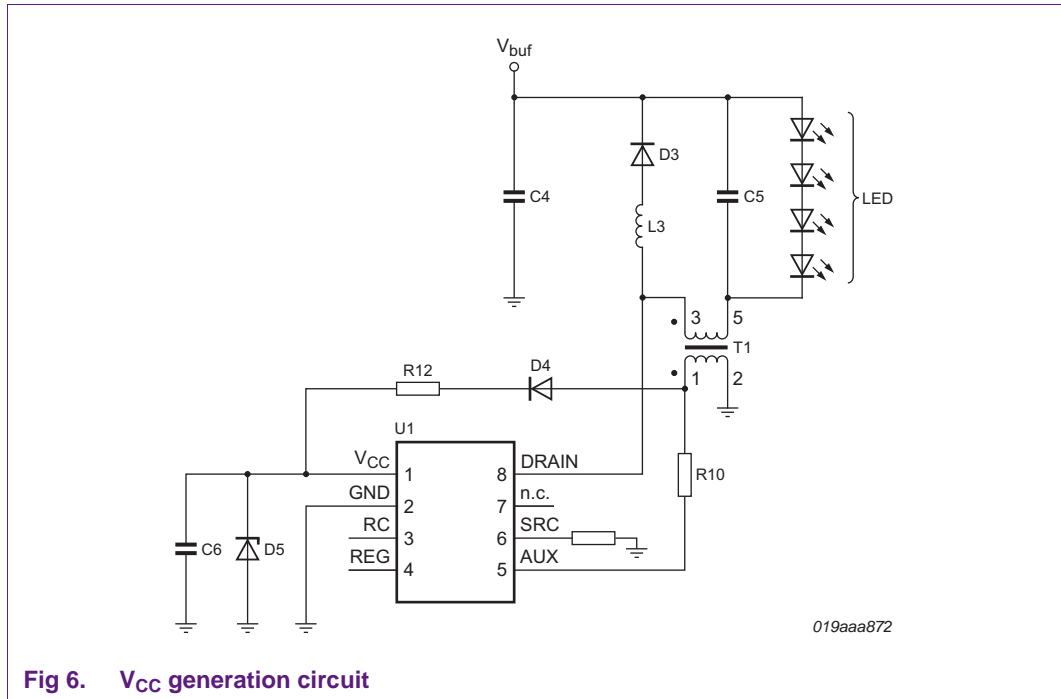 Vbuf
D3
C4
C5
LED
L3
3
5
T1
1
2
D4
R12
U1
VCC
1
8
DRAIN
R10
GND
2
7
n.c.
RC
3
6
SRC
C6
D5
REG
4
5
AUX
019aaa872
Fig 6. VCC generation circuit